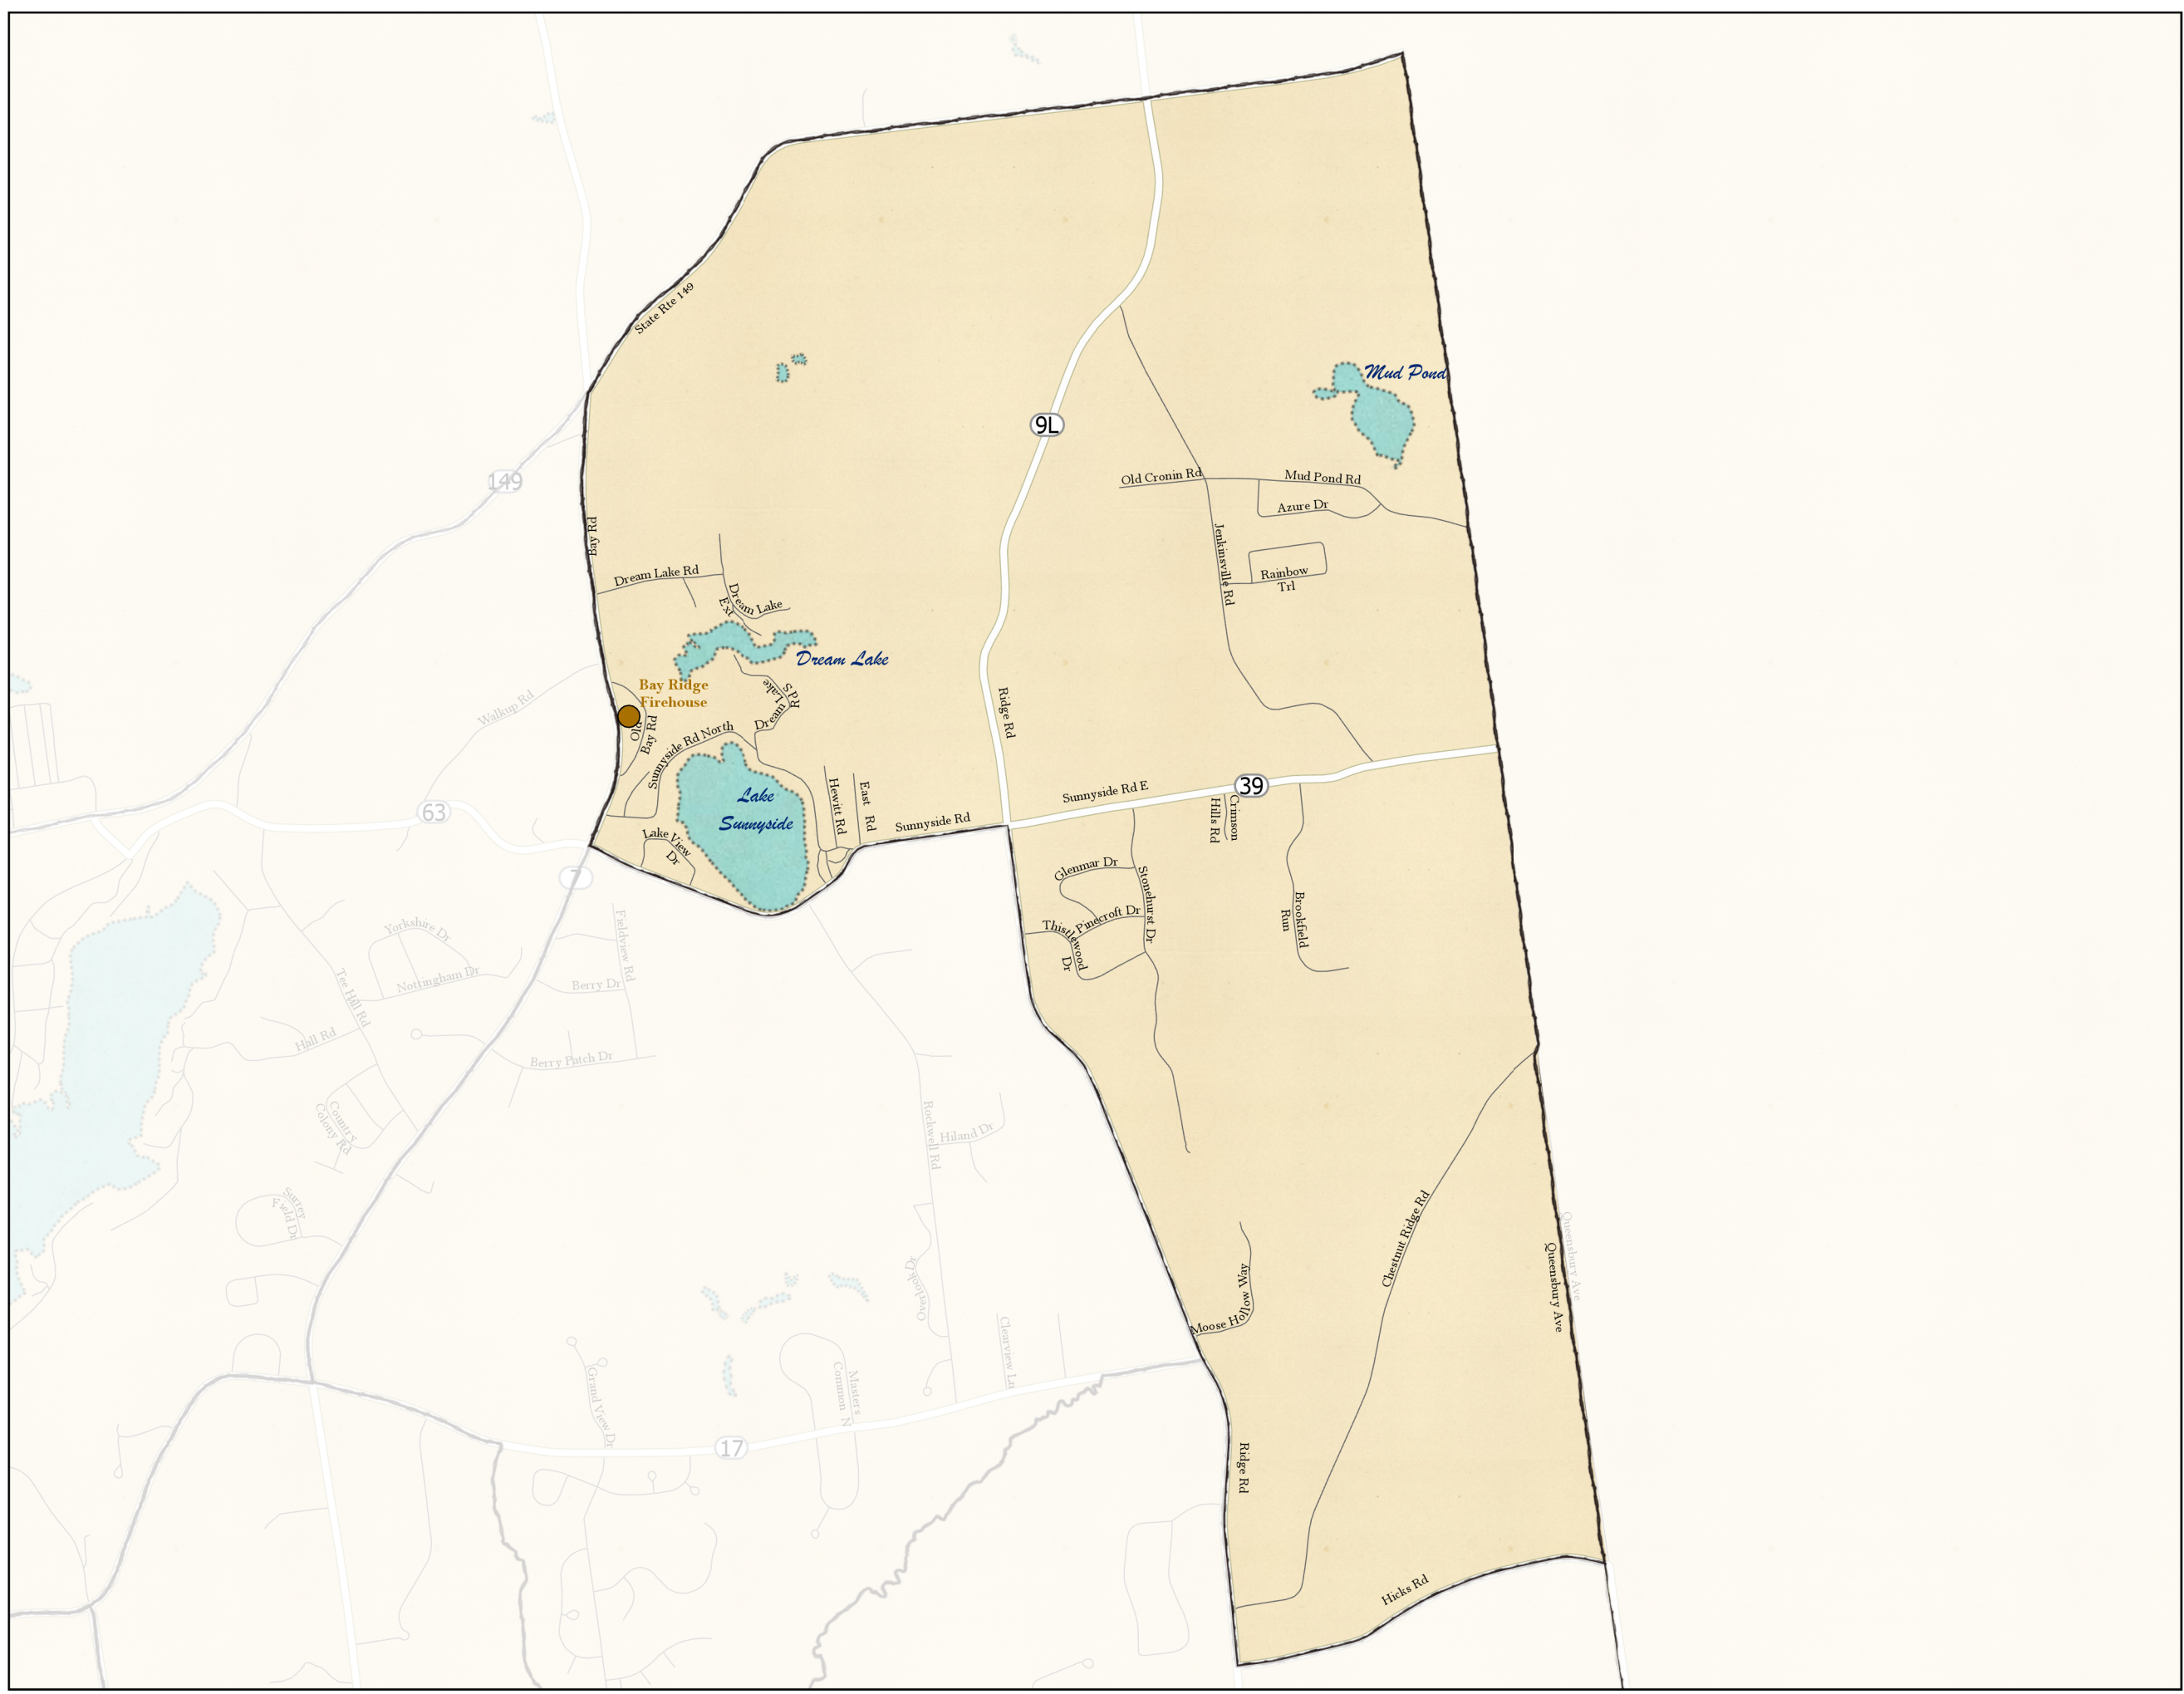 State Rte 149
Mud Pond
9L
149
Old Cronin Rd
Mud Pond Rd
Azure Dr
Bay Rd
Jenkinsville Rd
Dream Lake Rd
Rainbow
Trl
Dream Lake
Ext
Dream Lake
Bay Ridge
Firehouse
Dream
Lake
Rd S
Walkup Rd
Ridge Rd
Old
Bay Rd
Sunnyside Rd North
39
Sunnyside Rd E
Lake
Sunnyside
Hewitt Rd
East Rd
Sunnyside Rd
Crimson
Hills Rd
63
Lake View
Dr
7
Glenmar Dr
Stonehurst Dr
Pinecroft Dr
Thistlewood
Dr
Brookfield
Run
Yorkshire Dr
Nottingham Dr
Fieldview Rd
Berry Dr
Tee Hill Rd
Hall Rd
Berry Patch Dr
Country
Colony Rd
Rockwell Rd
Hiland Dr
Surrey
Field Dr
Chestnut Ridge Rd
Queensbury Ave
Queensbury Ave
Overlook Dr
Moose Hollow Way
Clearview Ln
Masters
Common N
Grand View Dr
17
Ridge Rd
Hicks Rd